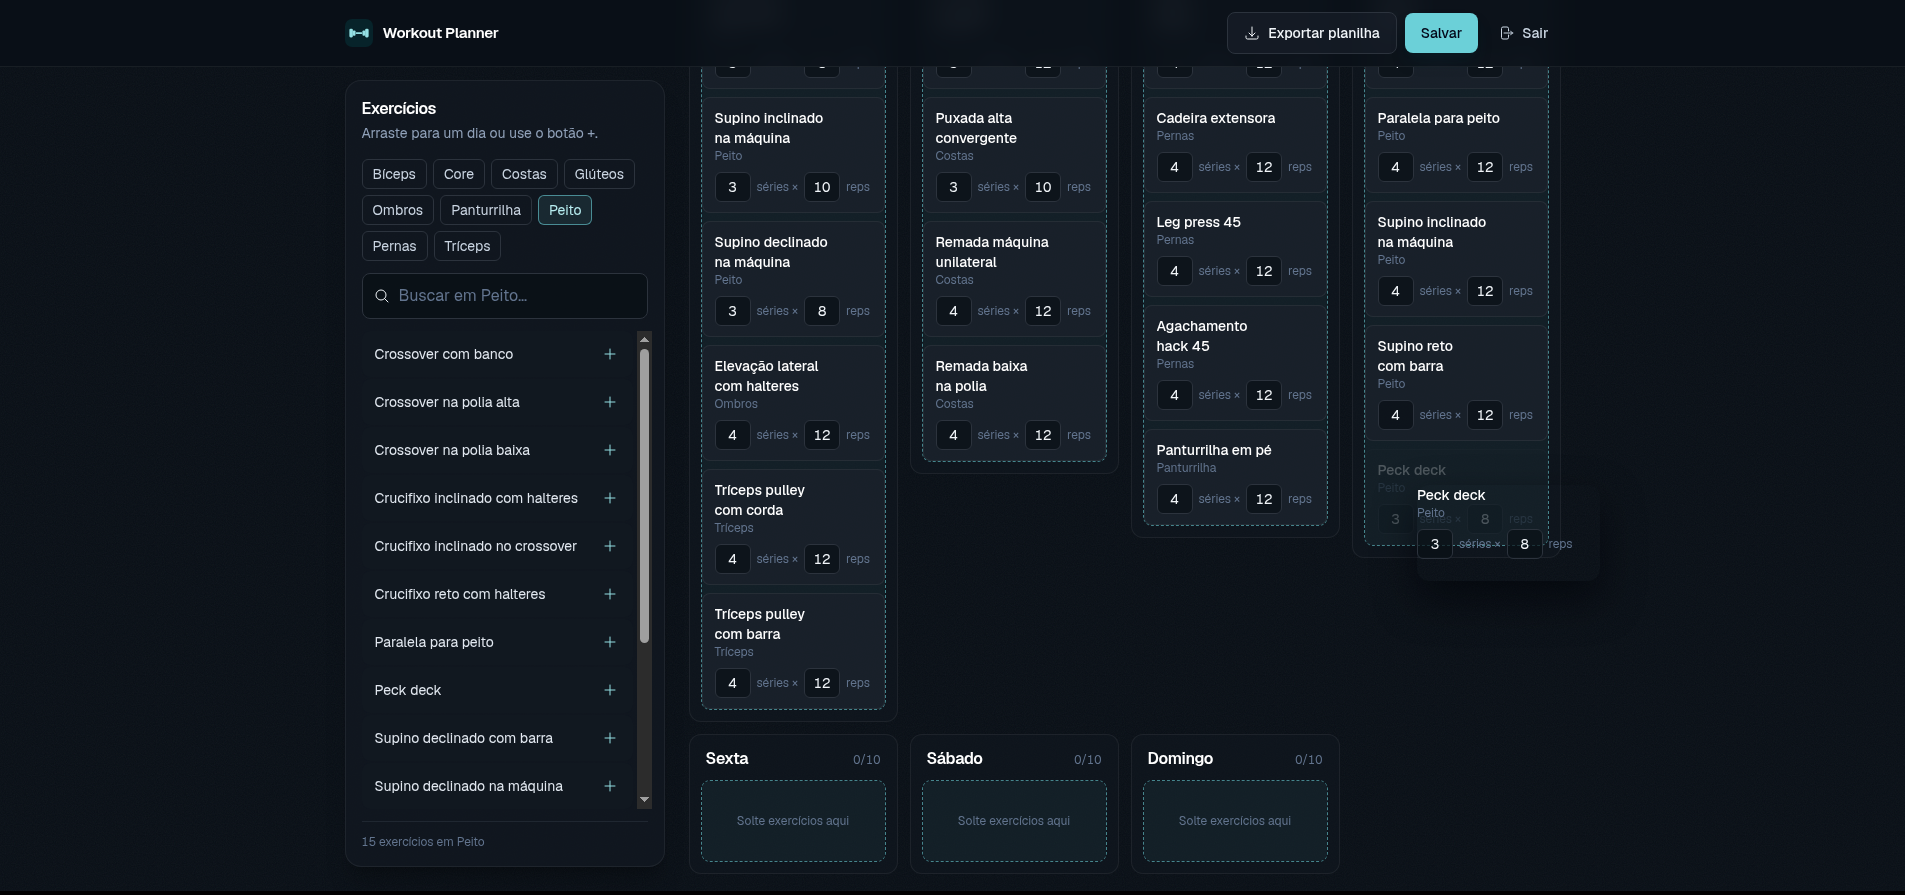 Workout Planner
Exportar planilha
Salvar
Sair
Exercícios
Arraste para um dia ou use o botão +.
Bíceps
Core
Costas
Glúteos
Ombros
Panturrilha
Peito
Pernas
Tríceps
Buscar em Peito...
Crossover com banco
Crossover na polia alta
Crossover na polia baixa
Crucifixo inclinado com halteres
Crucifixo inclinado no crossover
Crucifixo reto com halteres
Paralela para peito
Peck deck
Supino declinado com barra
Supino declinado na máquina
15 exercícios em Peito
Supino inclinado
na máquina
Peito
3 séries × 10 reps
Supino declinado
na máquina
Peito
3 séries × 8 reps
Elevação lateral
com halteres
Ombros
4 séries × 12 reps
Tríceps pulley
com corda
Tríceps
4 séries × 12 reps
Tríceps pulley
com barra
Tríceps
4 séries × 12 reps
Puxada alta
convergente
Costas
3 séries × 10 reps
Remada máquina
unilateral
Costas
4 séries × 12 reps
Remada baixa
na polia
Costas
4 séries × 12 reps
Cadeira extensora
Pernas
4 séries × 12 reps
Leg press 45
Pernas
4 séries × 12 reps
Agachamento
hack 45
Pernas
4 séries × 12 reps
Panturrilha em pé
Panturrilha
4 séries × 12 reps
Paralela para peito
Peito
4 séries × 12 reps
Supino inclinado
na máquina
Peito
4 séries × 12 reps
Supino reto
com barra
Peito
4 séries × 12 reps
Peck deck
Peito
3 séries × 8 reps
Peck deck
Peito
3 séries × 8 reps
Sexta 0/10
Solte exercícios aqui
Sábado 0/10
Solte exercícios aqui
Domingo 0/10
Solte exercícios aqui